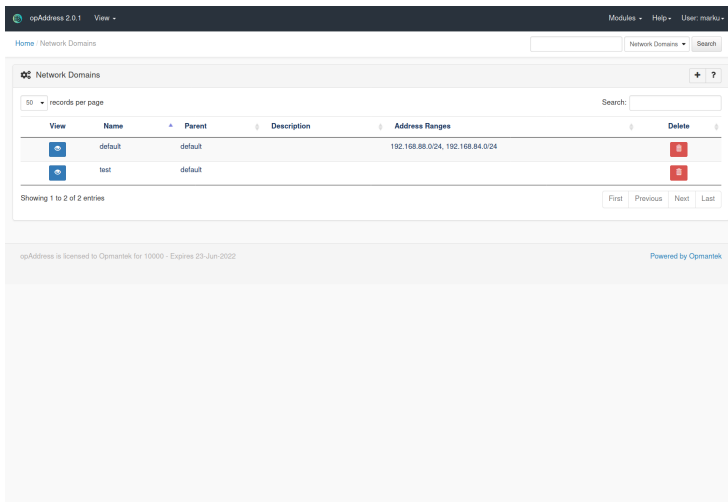 opAddress 2.0.1 View Modules Help User: marku
Home / Network Domains Network Domains Search
Network Domains + ?
50 records per page Search:
View Name Parent Description Address Ranges Delete
default default 192.168.88.0/24, 192.168.84.0/24
test default
Showing 1 to 2 of 2 entries First Previous Next Last
opAddress is licensed to Opmantek for 10000 - Expires 23-Jun-2022 Powered by Opmantek